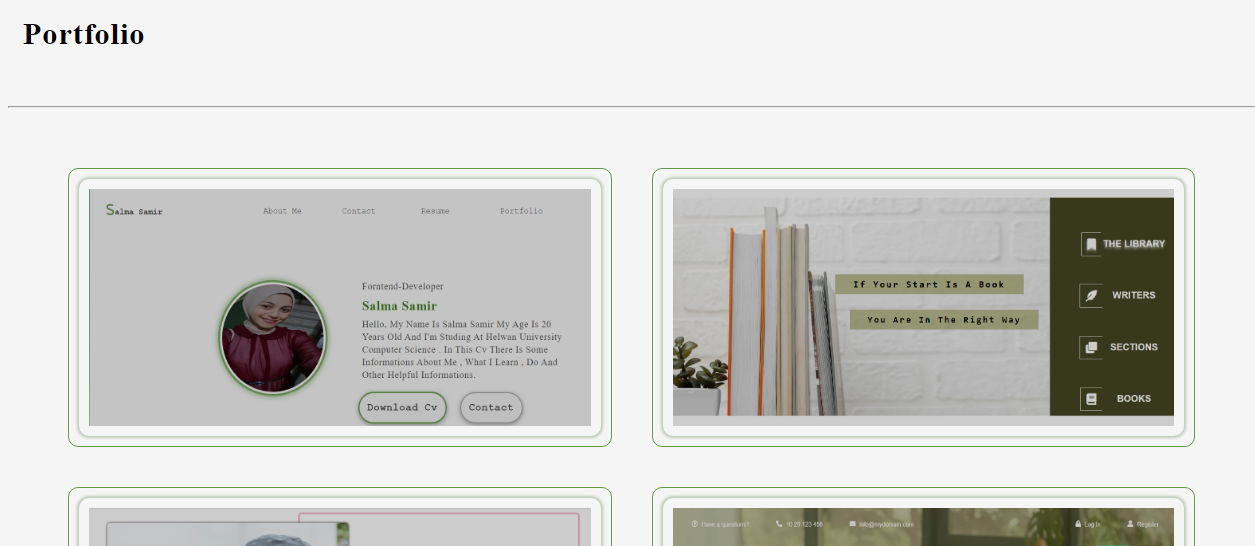 Portfolio
Salma Samir
About Me
Contact
Resume
Portfolio
Forntend-Developer
Salma Samir
Hello, My Name Is Salma Samir My Age Is 20
Years Old And I'm Studing At Helwan University
Computer Science . In This Cv There Is Some
Informations About Me , What I Learn , Do And
Other Helpful Informations.
Download Cv
Contact
If Your Start Is A Book
You Are In The Right Way
THE LIBRARY
WRITERS
SECTIONS
BOOKS
Have a questions?
10 20 123 456
info@mydomain.com
Log In
Register